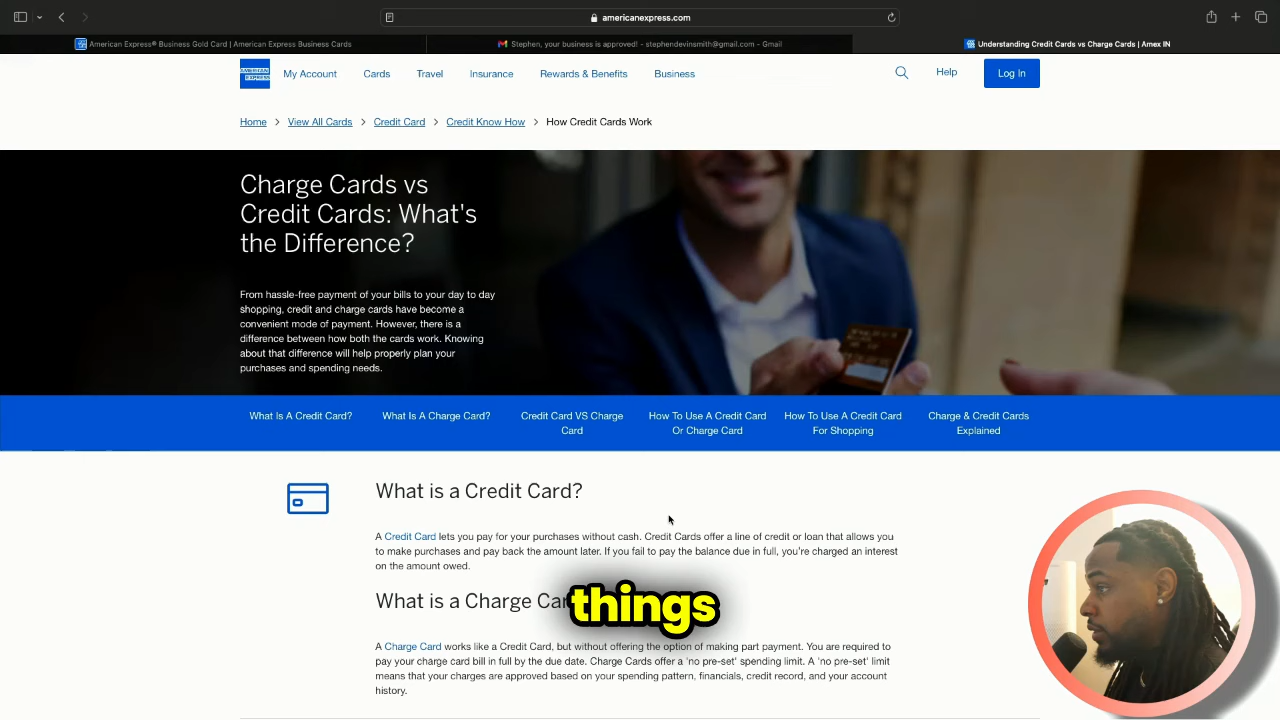 americanexpress.com
American Express® Business Gold Card | American Express Business Cards
Stephen, your business is approved! - stephendevinsmith@gmail.com - Gmail
Understanding Credit Cards vs Charge Cards | Amex IN
AMERICAN
EXPRESS
My Account
Cards
Travel
Insurance
Rewards & Benefits
Business
Help
Log In
Home
View All Cards
Credit Card
Credit Know How
How Credit Cards Work
Charge Cards vs
Credit Cards: What's
the Difference?
From hassle-free payment of your bills to your day to day
shopping, credit and charge cards have become a
convenient mode of payment. However, there is a
difference between how both the cards work. Knowing
about that difference will help properly plan your
purchases and spending needs.
What Is A Credit Card?
What Is A Charge Card?
Credit Card VS Charge
Card
How To Use A Credit Card
Or Charge Card
How To Use A Credit Card
For Shopping
Charge & Credit Cards
Explained
What is a Credit Card?
A Credit Card lets you pay for your purchases without cash. Credit Cards offer a line of credit or loan that allows you
to make purchases and pay back the amount later. If you fail to pay the balance due in full, you're charged an interest
on the amount owed.
What is a Charge Car
things
A Charge Card works like a Credit Card, but without offering the option of making part payment. You are required to
pay your charge card bill in full by the due date. Charge Cards offer a 'no pre-set' spending limit. A 'no pre-set' limit
means that your charges are approved based on your spending pattern, financials, credit record, and your account
history.